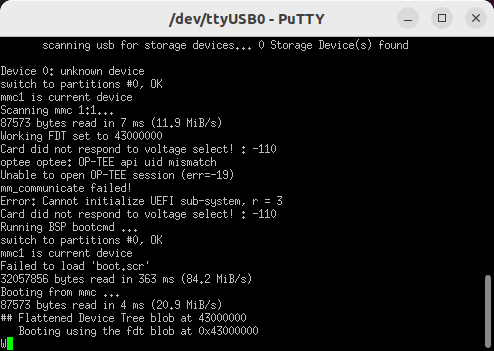 /dev/ttyUSB0 - PuTTY
scanning usb for storage devices... 0 Storage Device(s) found
Device 0: unknown device
switch to partitions #0, OK
mmc1 is current device
Scanning mmc 1:1...
87573 bytes read in 7 ms (11.9 MiB/s)
Working FDT set to 43000000
Card did not respond to voltage select! : -110
optee optee: OP-TEE api uid mismatch
Unable to open OP-TEE session (err=-19)
mm_communicate failed!
Error: Cannot initialize UEFI sub-system, r = 3
Card did not respond to voltage select! : -110
Running BSP bootcmd ...
switch to partitions #0, OK
mmc1 is current device
Failed to load 'boot.scr'
32057856 bytes read in 363 ms (84.2 MiB/s)
Booting from mmc ...
87573 bytes read in 4 ms (20.9 MiB/s)
## Flattened Device Tree blob at 43000000
Booting using the fdt blob at 0x43000000
W